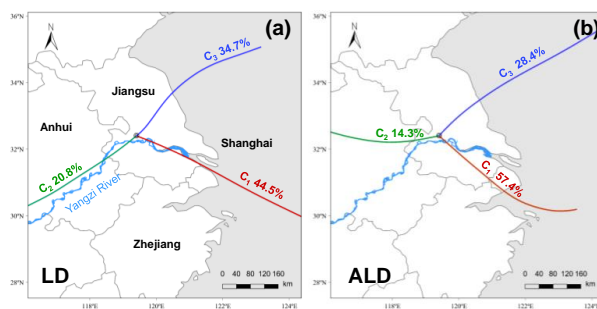 36°N
34°N
32°N
30°N
28°N
N
(a)
C3 34.7%
Jiangsu
Anhui
Shanghai
C2 20.8%
Yangzi River
C1 44.5%
Zhejiang
LD
0 40 80 120 160
km
118°E
120°E
122°E
124°E
36°N
34°N
32°N
30°N
28°N
N
(b)
C3 28.4%
C2 14.3%
C1 57.4%
ALD
0 40 80 120 160
km
118°E
120°E
122°E
124°E